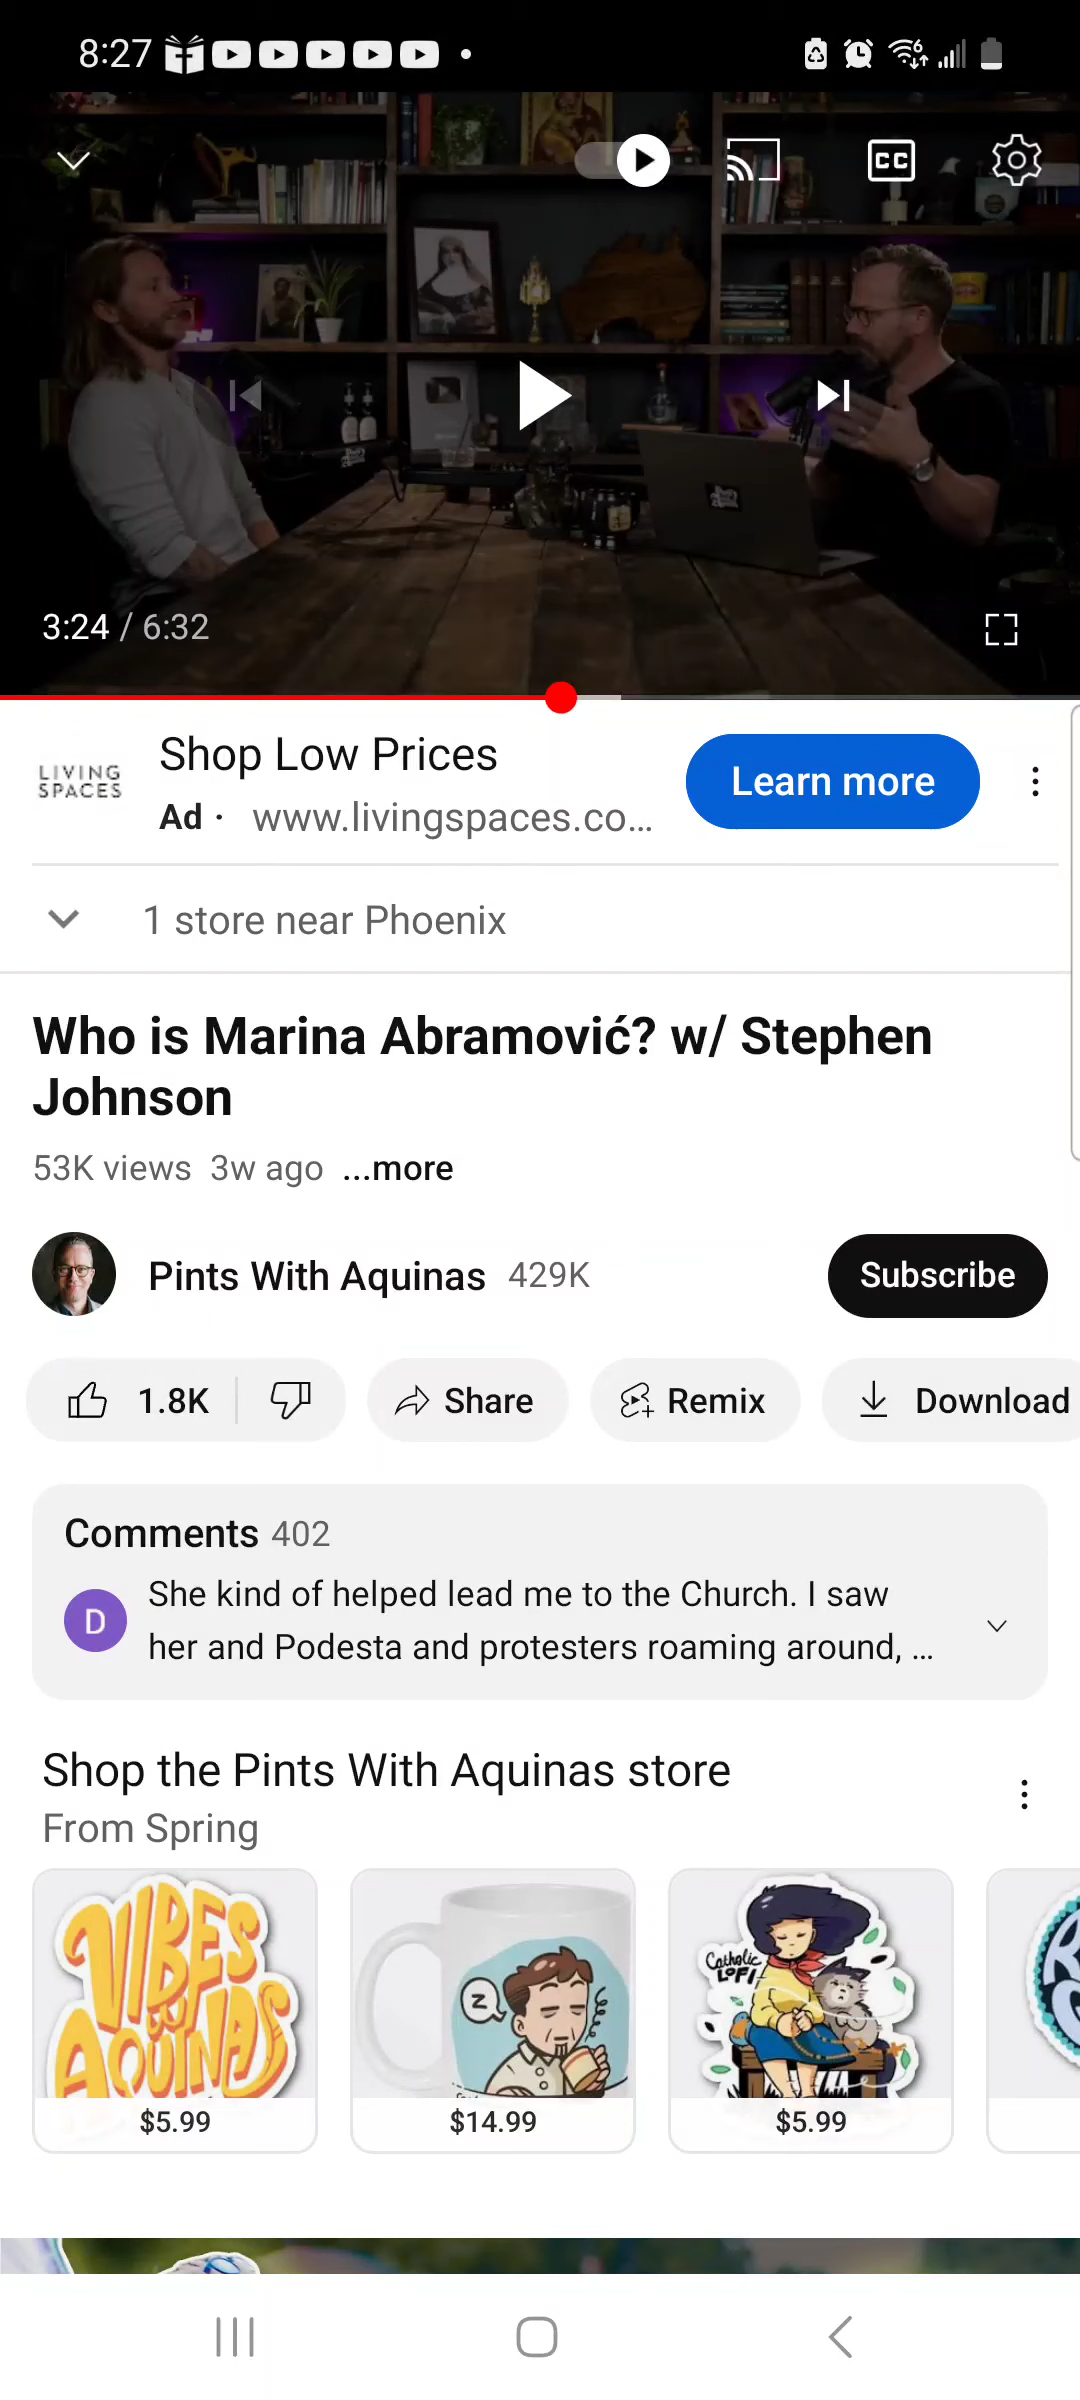 8:27
CC
3:24 / 6:32
LIVING
SPACES
Shop Low Prices
Ad · www.livingspaces.co...
Learn more
1 store near Phoenix
Who is Marina Abramović? w/ Stephen
Johnson
53K views 3w ago ...more
Pints With Aquinas 429K
Subscribe
1.8K
Share
Remix
Download
Comments 402
D
She kind of helped lead me to the Church. I saw
her and Podesta and protesters roaming around, ...
Shop the Pints With Aquinas store
From Spring
VIBES
W/
AQUINAS
$5.99
Z
$14.99
Catholic
LOFI
$5.99